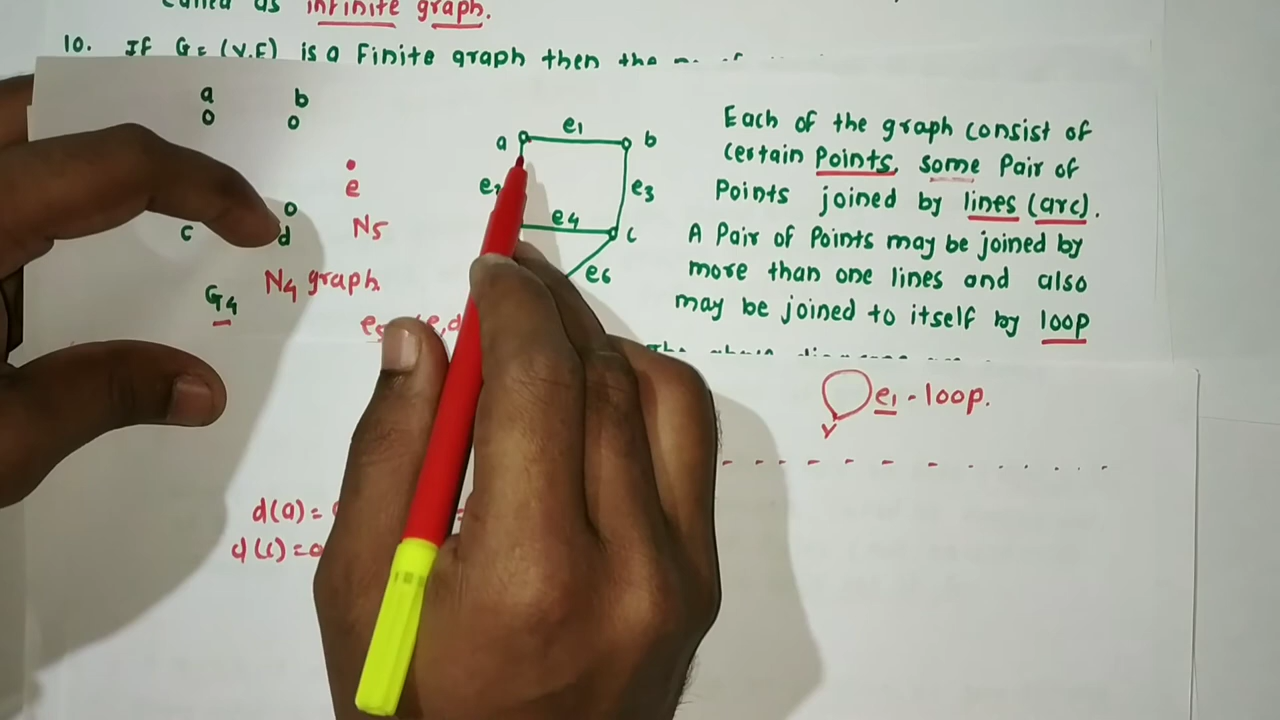 called as infinite graph.
10. If G = (V,E) is a Finite graph then the
a b
c d
e
N5
N4 graph
G4
a e1 b
e2 e3
e4 c
e6
Each of the graph consist of
certain Points, some Pair of
Points joined by lines (arc).
A Pair of Points may be joined by
more than one lines and also
may be joined to itself by loop
e1 - loop.
v
d(a) =
d(c) = 0